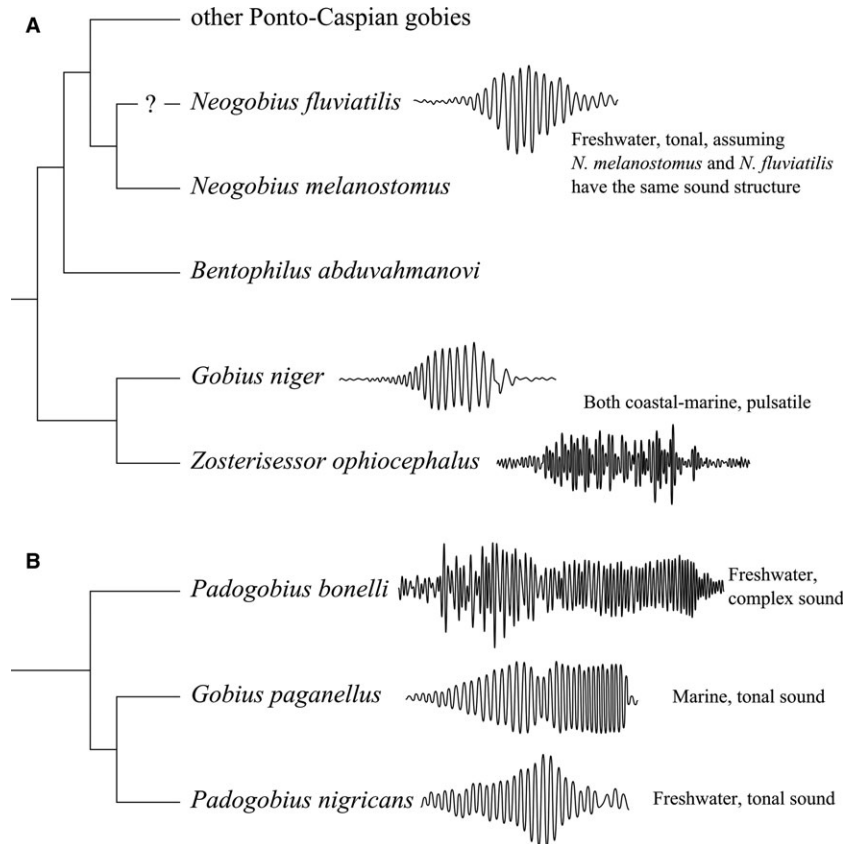 A
other Ponto-Caspian gobies
? Neogobius fluviatilis
Freshwater, tonal, assuming
N. melanostomus and N. fluviatilis
have the same sound structure
Neogobius melanostomus
Bentophilus abduvahmanovi
Gobius niger
Both coastal-marine, pulsatile
Zosterisessor ophiocephalus
B
Padogobius bonelli
Freshwater,
complex sound
Gobius paganellus
Marine, tonal sound
Padogobius nigricans
Freshwater, tonal sound